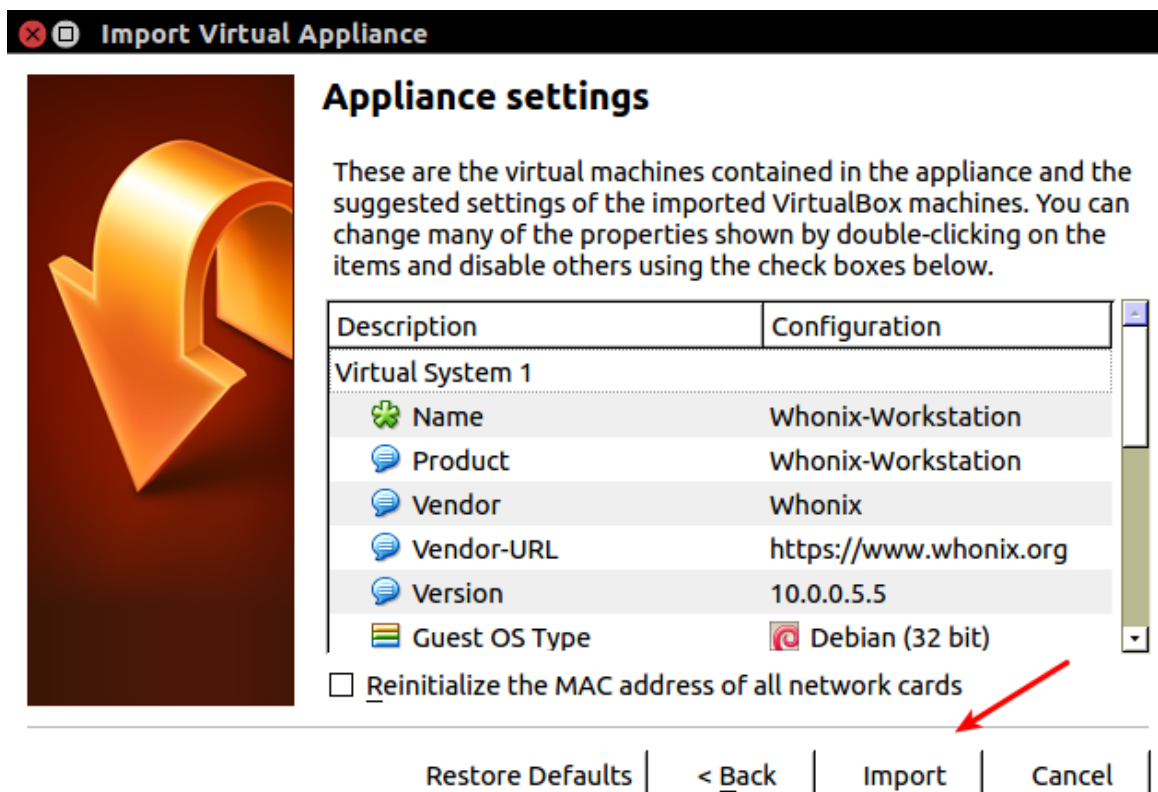 Import Virtual Appliance
Appliance settings
These are the virtual machines contained in the appliance and the
suggested settings of the imported VirtualBox machines. You can
change many of the properties shown by double-clicking on the
items and disable others using the check boxes below.
Description Configuration
Virtual System 1
Name Whonix-Workstation
Product Whonix-Workstation
Vendor Whonix
Vendor-URL https://www.whonix.org
Version 10.0.0.5.5
Guest OS Type Debian (32 bit)
Reinitialize the MAC address of all network cards
Restore Defaults < Back Import Cancel